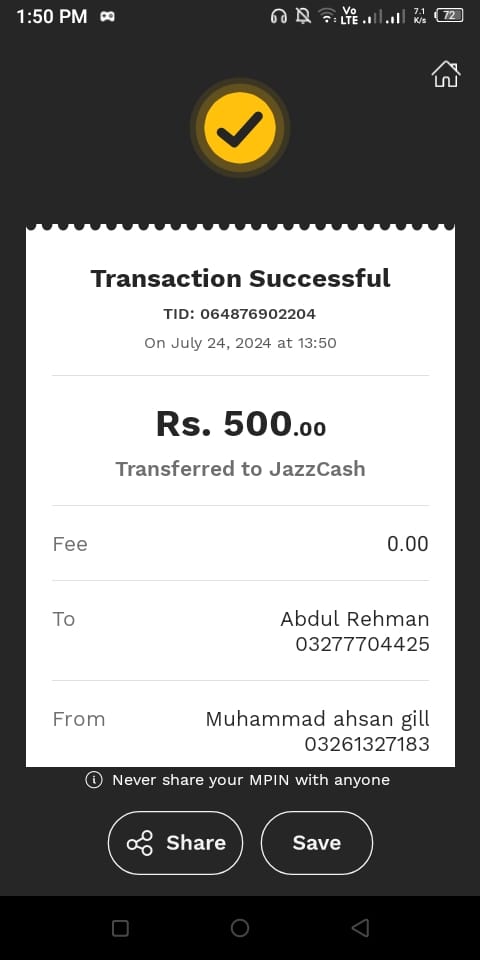 1:50 PM
Vo LTE
7.1 K/s
72
Transaction Successful
TID: 064876902204
On July 24, 2024 at 13:50
Rs. 500.00
Transferred to JazzCash
Fee 0.00
To Abdul Rehman
03277704425
From Muhammad ahsan gill
03261327183
Never share your MPIN with anyone
Share Save